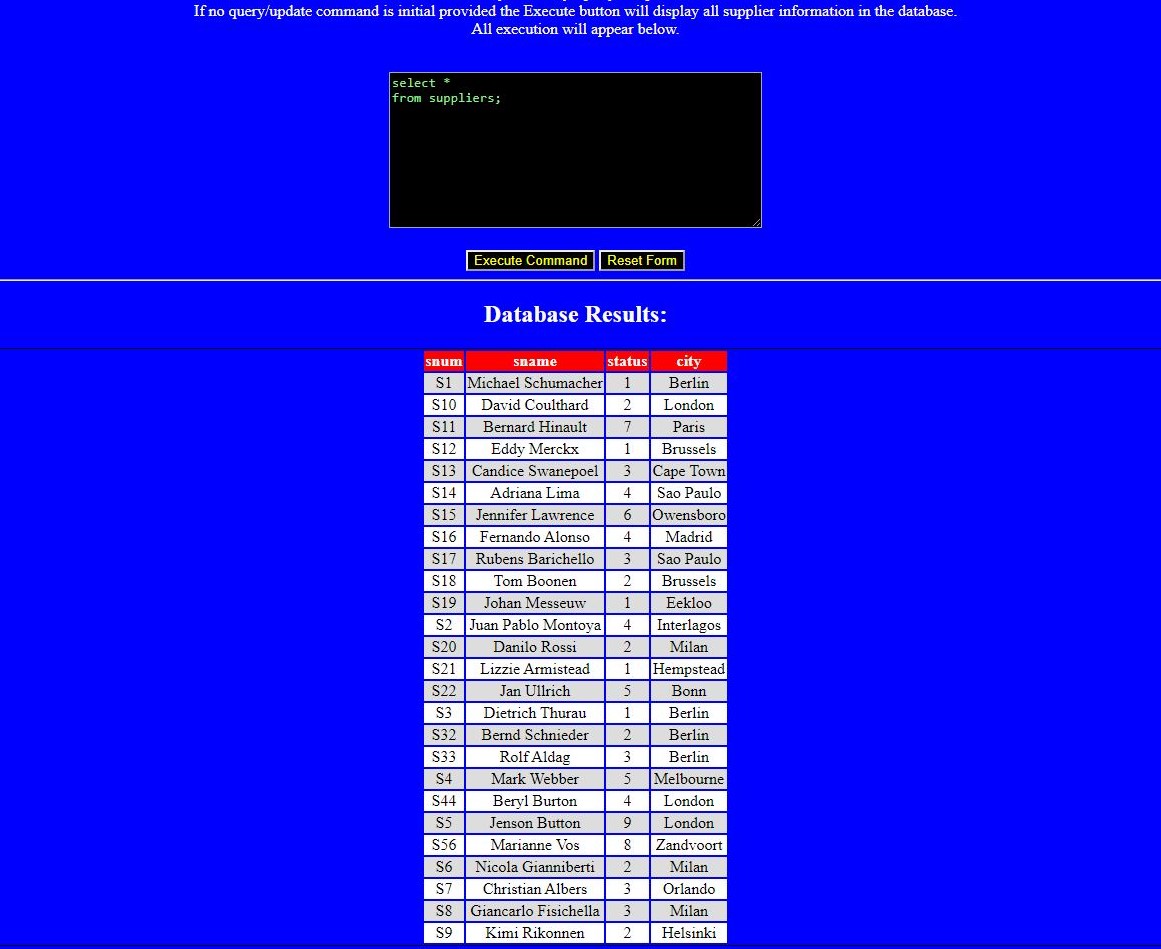 If no query/update command is initial provided the Execute button will display all supplier information in the database.
All execution will appear below.
select *
from suppliers;
Execute Command Reset Form
Database Results:
snum sname status city
S1 Michael Schumacher 1 Berlin
S10 David Coulthard 2 London
S11 Bernard Hinault 7 Paris
S12 Eddy Merckx 1 Brussels
S13 Candice Swanepoel 3 Cape Town
S14 Adriana Lima 4 Sao Paulo
S15 Jennifer Lawrence 6 Owensboro
S16 Fernando Alonso 4 Madrid
S17 Rubens Barichello 3 Sao Paulo
S18 Tom Boonen 2 Brussels
S19 Johan Messeuw 1 Eekloo
S2 Juan Pablo Montoya 4 Interlagos
S20 Danilo Rossi 2 Milan
S21 Lizzie Armistead 1 Hempstead
S22 Jan Ullrich 5 Bonn
S3 Dietrich Thurau 1 Berlin
S32 Bernd Schnieder 2 Berlin
S33 Rolf Aldag 3 Berlin
S4 Mark Webber 5 Melbourne
S44 Beryl Burton 4 London
S5 Jenson Button 9 London
S56 Marianne Vos 8 Zandvoort
S6 Nicola Gianniberti 2 Milan
S7 Christian Albers 3 Orlando
S8 Giancarlo Fisichella 3 Milan
S9 Kimi Rikonnen 2 Helsinki